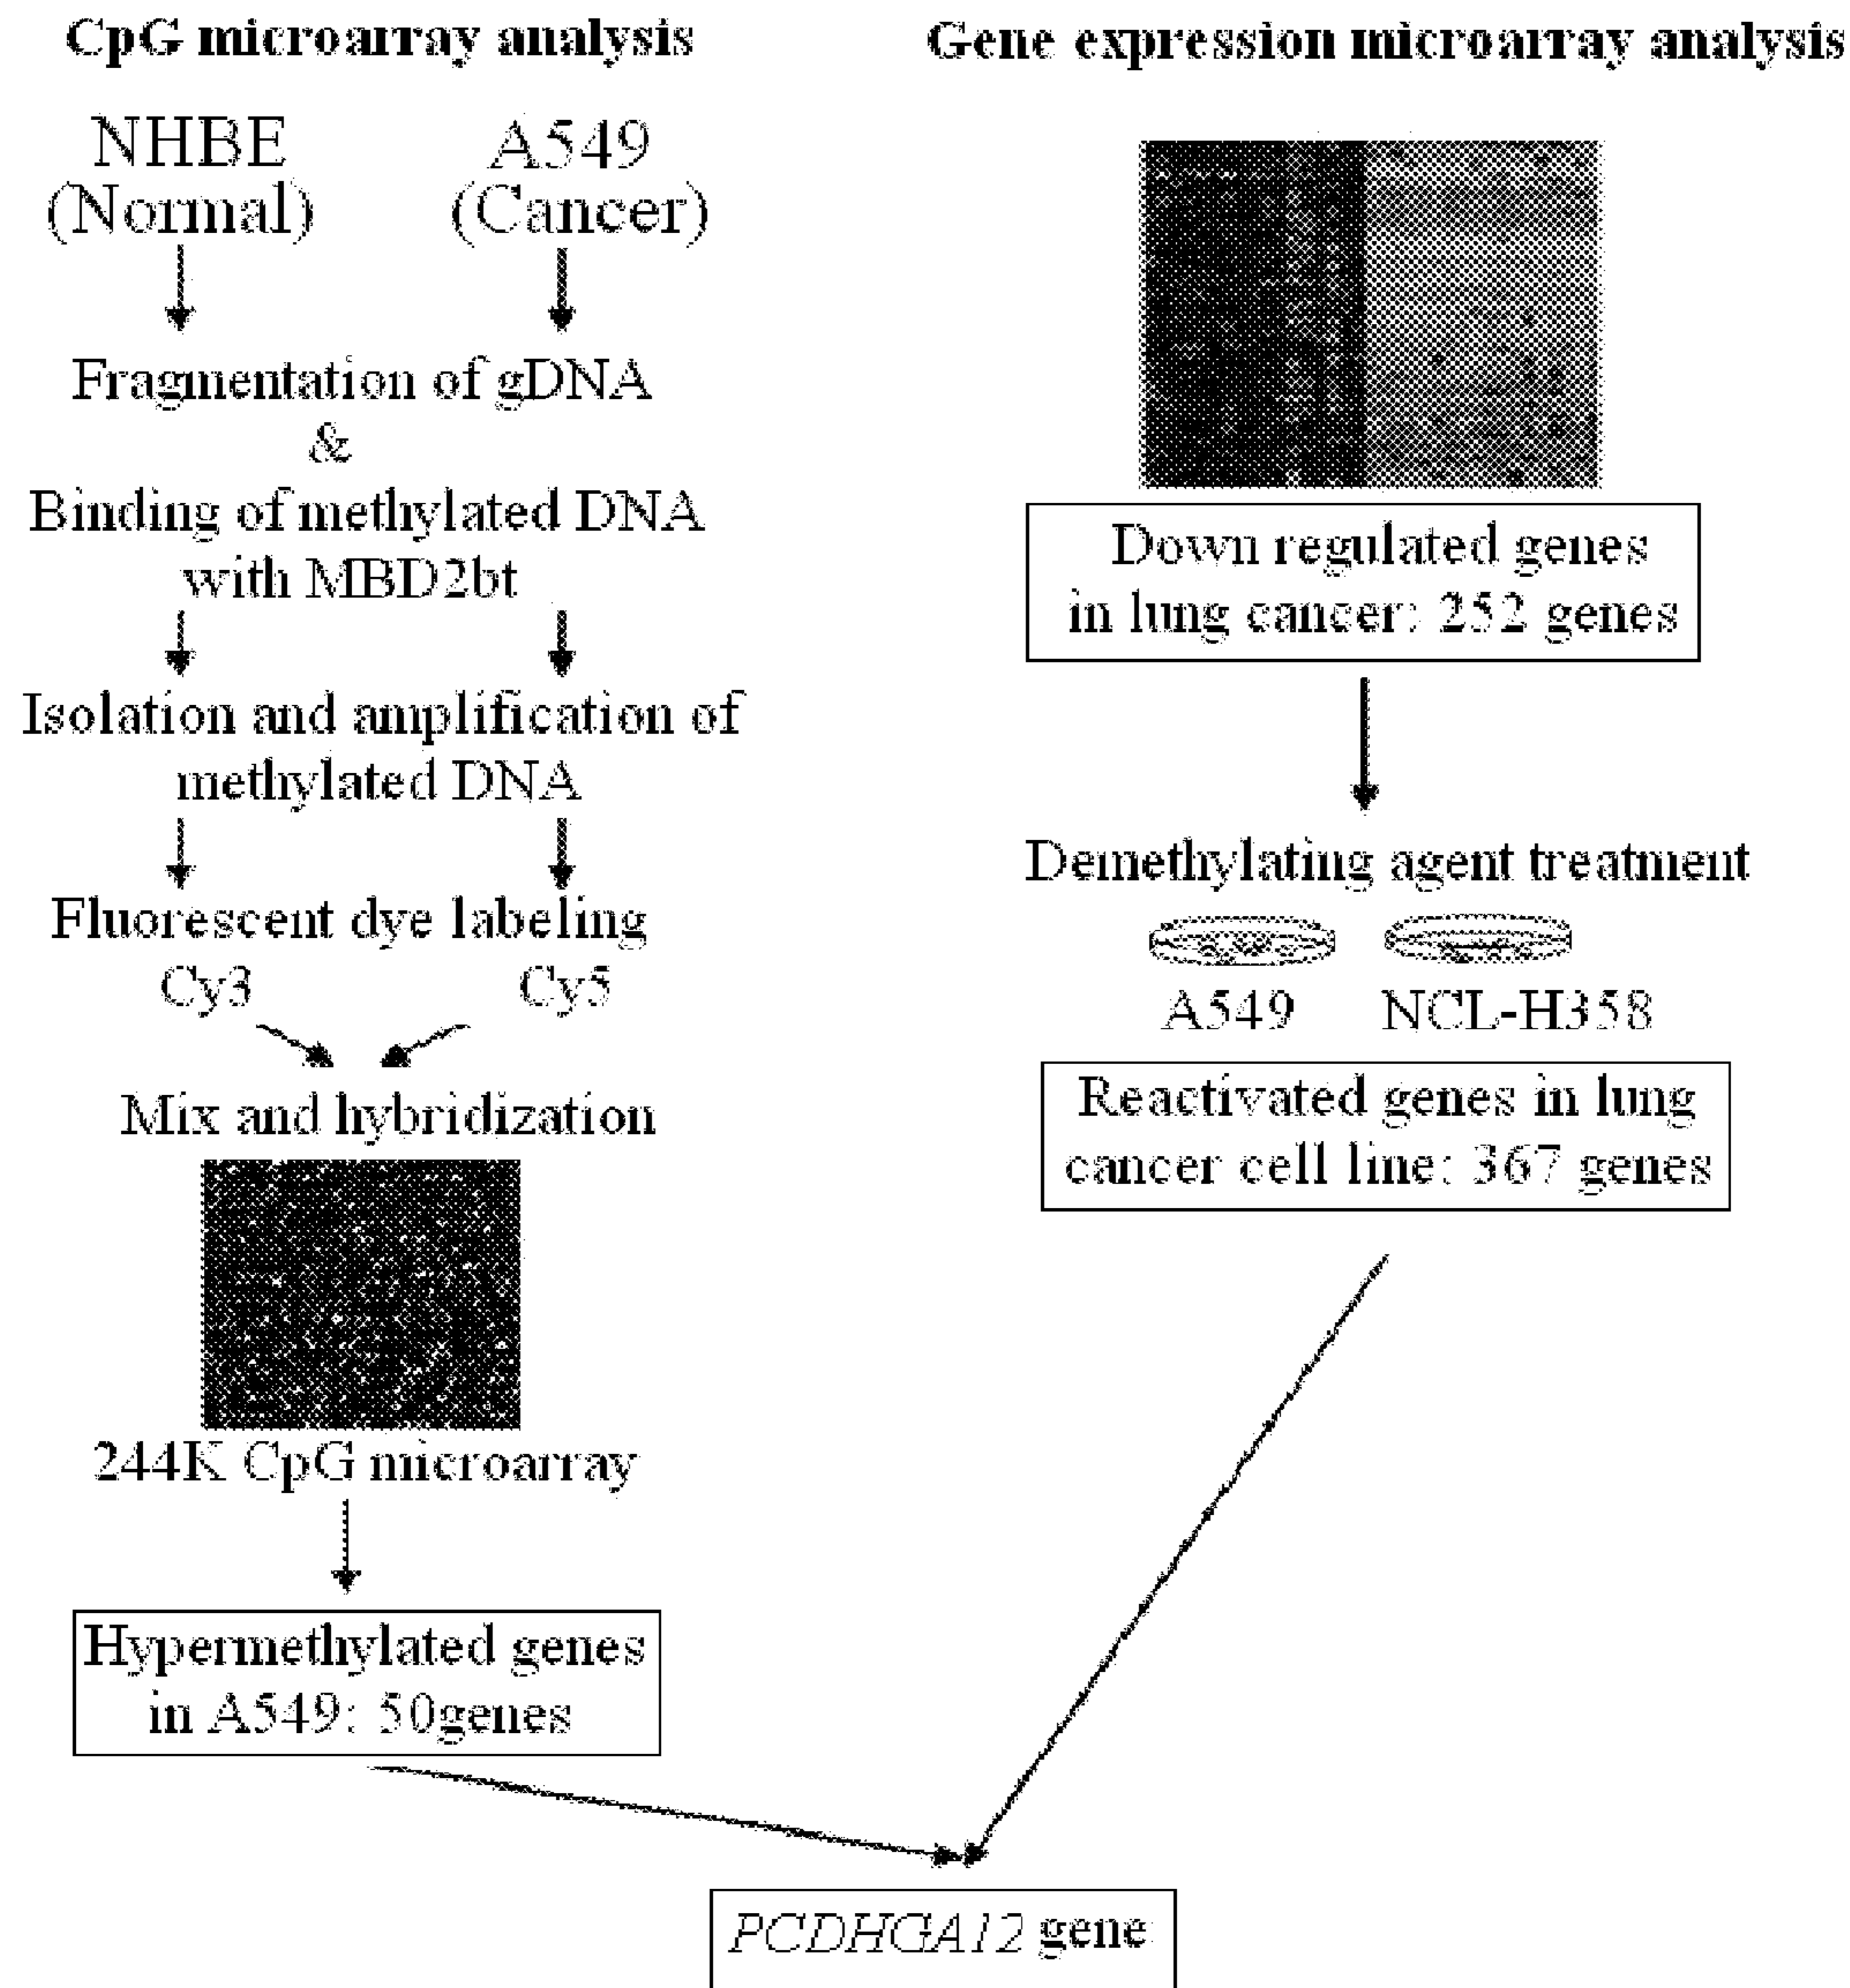 CpG microarray analysis
NHBE
(Normal)
A549
(Cancer)
Fragmentation of gDNA
&
Binding of methylated DNA
with MBD2bt
Isolation and amplification of
methylated DNA
Fluorescent dye labeling
Cy3
Cy5
Mix and hybridization
244K CpG microarray
Hypermethylated genes
in A549: 50genes
Gene expression microarray analysis
Down regulated genes
in lung cancer: 252 genes
Demethylating agent treatment
A549
NCL-H358
Reactivated genes in lung
cancer cell line: 367 genes
PCDHGA12 gene